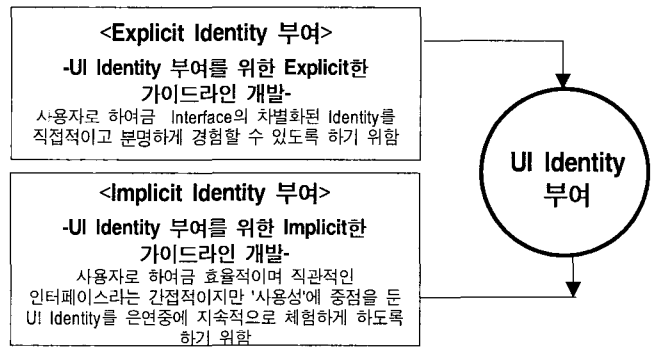 <Explicit Identity 부여>
-UI Identity 부여를 위한 Explicit한
가이드라인 개발-
사용자로 하여금 Interface의 차별화된 Identity를
직접적이고 분명하게 경험할 수 있도록 하기 위함
UI Identity
부여
<Implicit Identity 부여>
-UI Identity 부여를 위한 Implicit한
가이드라인 개발-
사용자로 하여금 효율적이며 직관적인
인터페이스라는 간접적이지만 '사용성'에 중점을 둔
UI Identity를 은연중에 지속적으로 체험하게 하도록
하기 위함